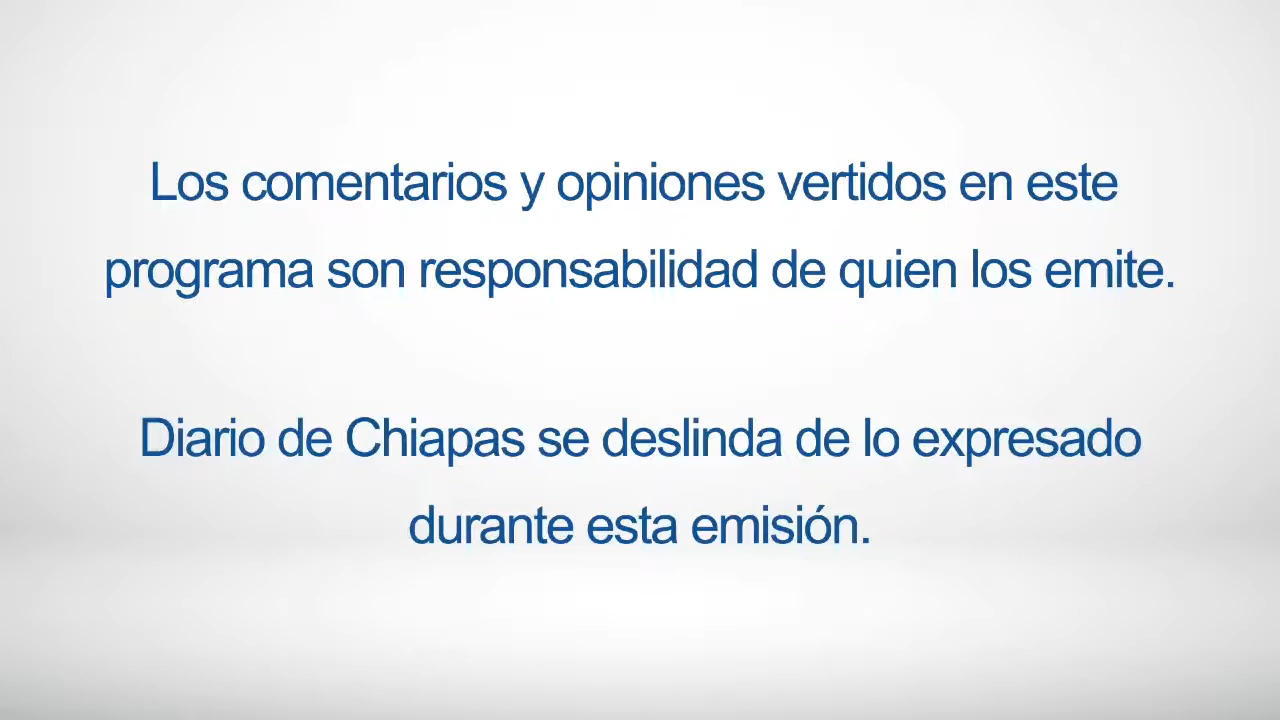 Los comentarios y opiniones vertidos en este
programa son responsabilidad de quien los emite.
Diario de Chiapas se deslinda de lo expresado
durante esta emisión.